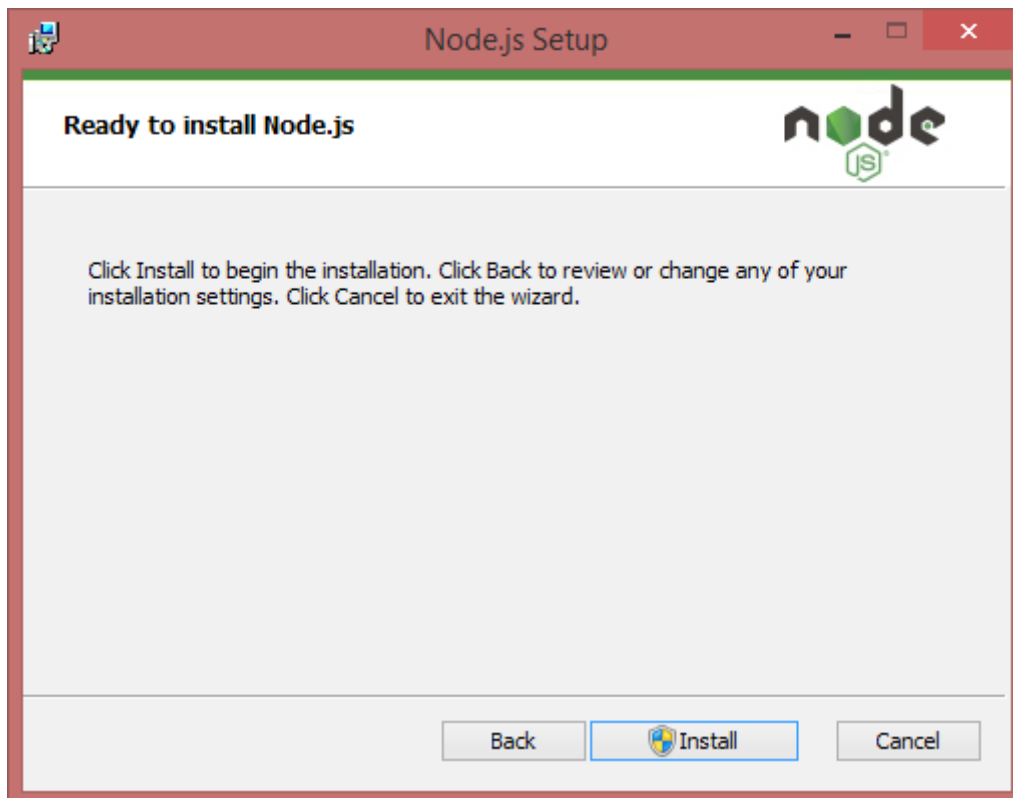 Node.js Setup
Ready to install Node.js
node
JS
Click Install to begin the installation. Click Back to review or change any of your
installation settings. Click Cancel to exit the wizard.
Back
Install
Cancel